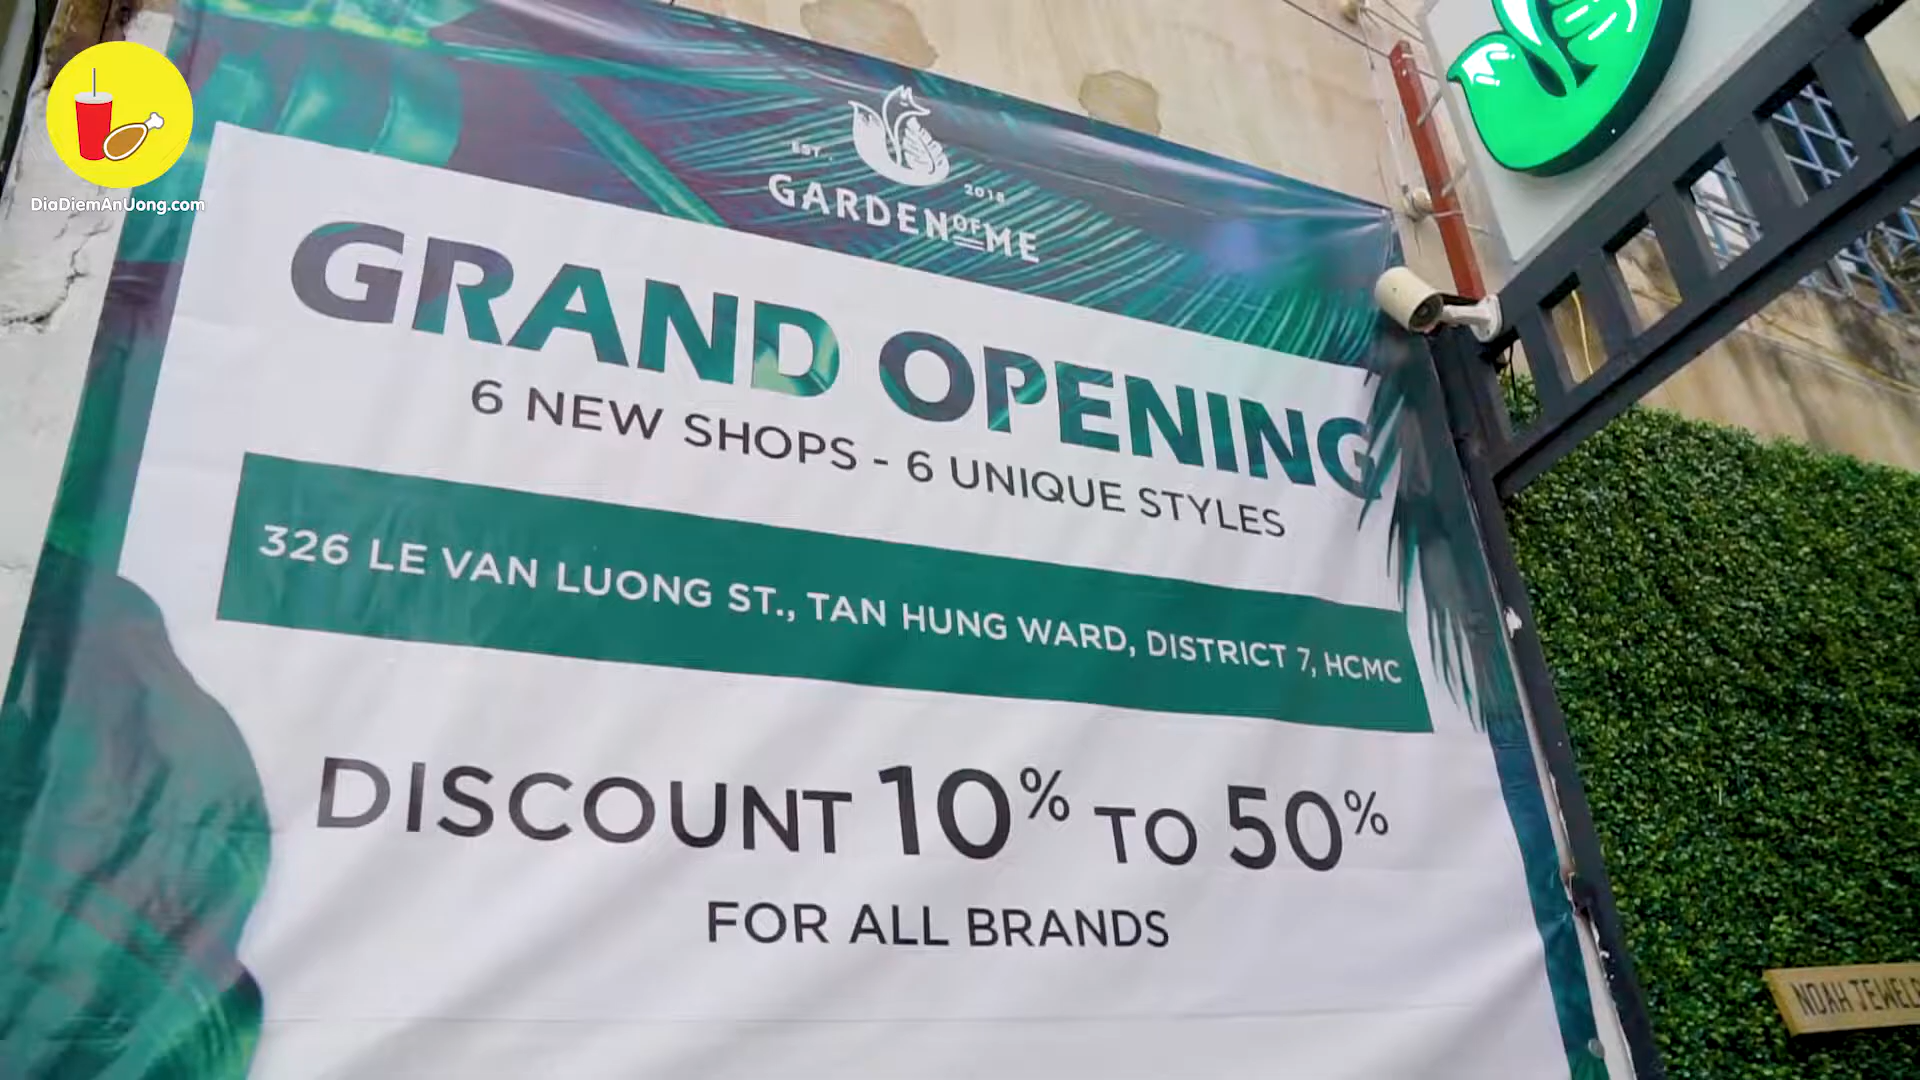 DiaDiemAnUong.com
EST. 2018
GARDEN OF ME
GRAND OPENING
6 NEW SHOPS - 6 UNIQUE STYLES
326 LE VAN LUONG ST., TAN HUNG WARD, DISTRICT 7, HCMC
DISCOUNT 10% TO 50%
FOR ALL BRANDS
NOAH